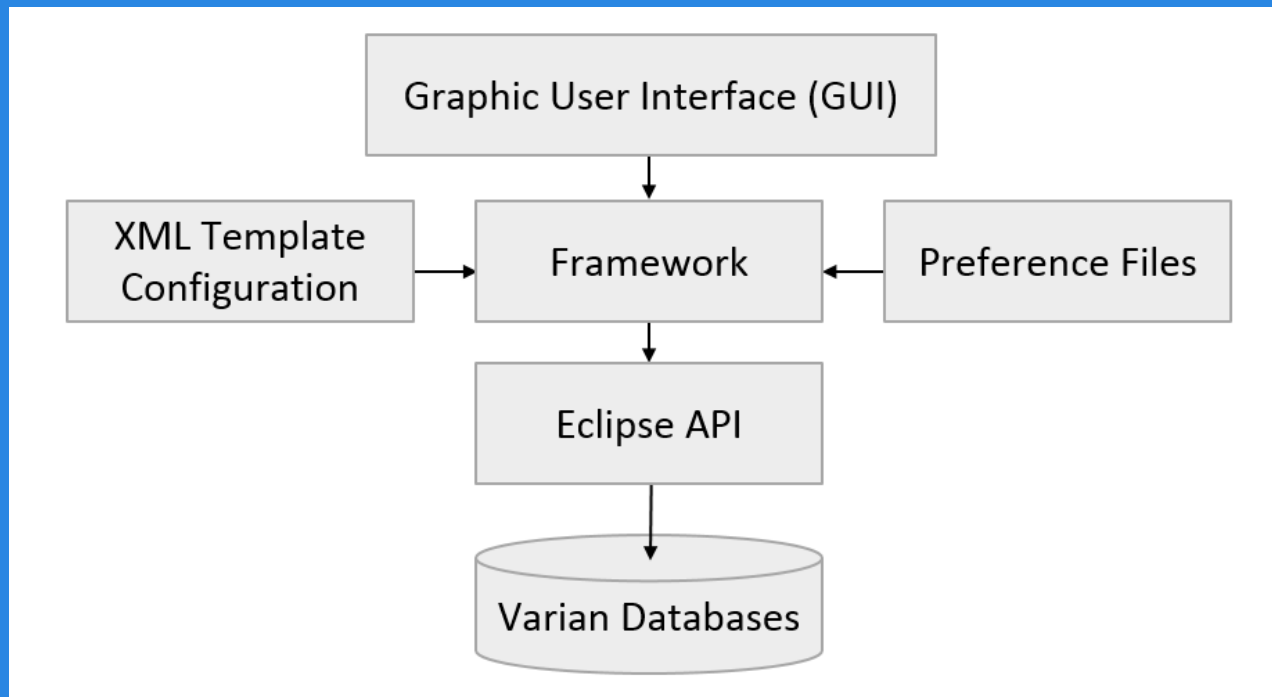 Graphic User Interface (GUI)
XML Template
Configuration
Framework
Preference Files
Eclipse API
Varian Databases